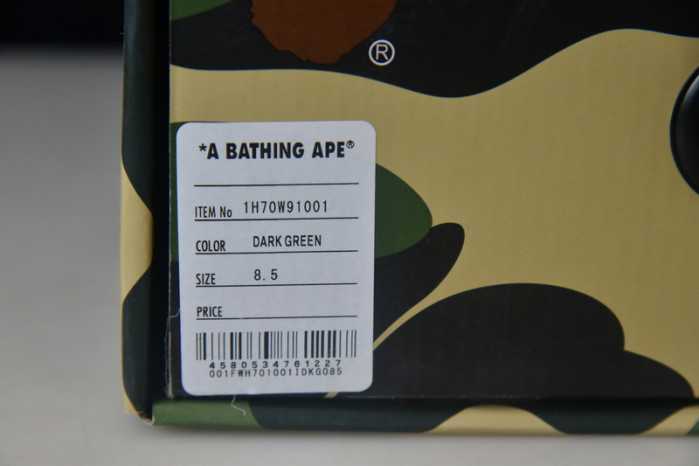 ®
*A BATHING APE®
ITEM No 1H70W91001
COLOR DARK GREEN
SIZE 8.5
PRICE
4580534761227
001FWH701001IDKG085